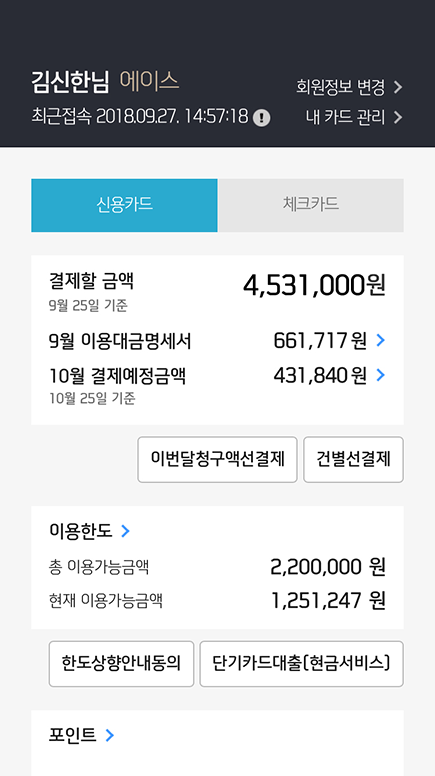 김신한님 에이스
회원정보 변경
최근접속 2018.09.27. 14:57:18
내 카드 관리
신용카드 체크카드
결제할 금액 4,531,000원
9월 25일 기준
9월 이용대금명세서 661,717원
10월 결제예정금액 431,840원
10월 25일 기준
이번달청구액선결제 건별선결제
이용한도
총 이용가능금액 2,200,000 원
현재 이용가능금액 1,251,247 원
한도상향안내동의 단기카드대출(현금서비스)
포인트